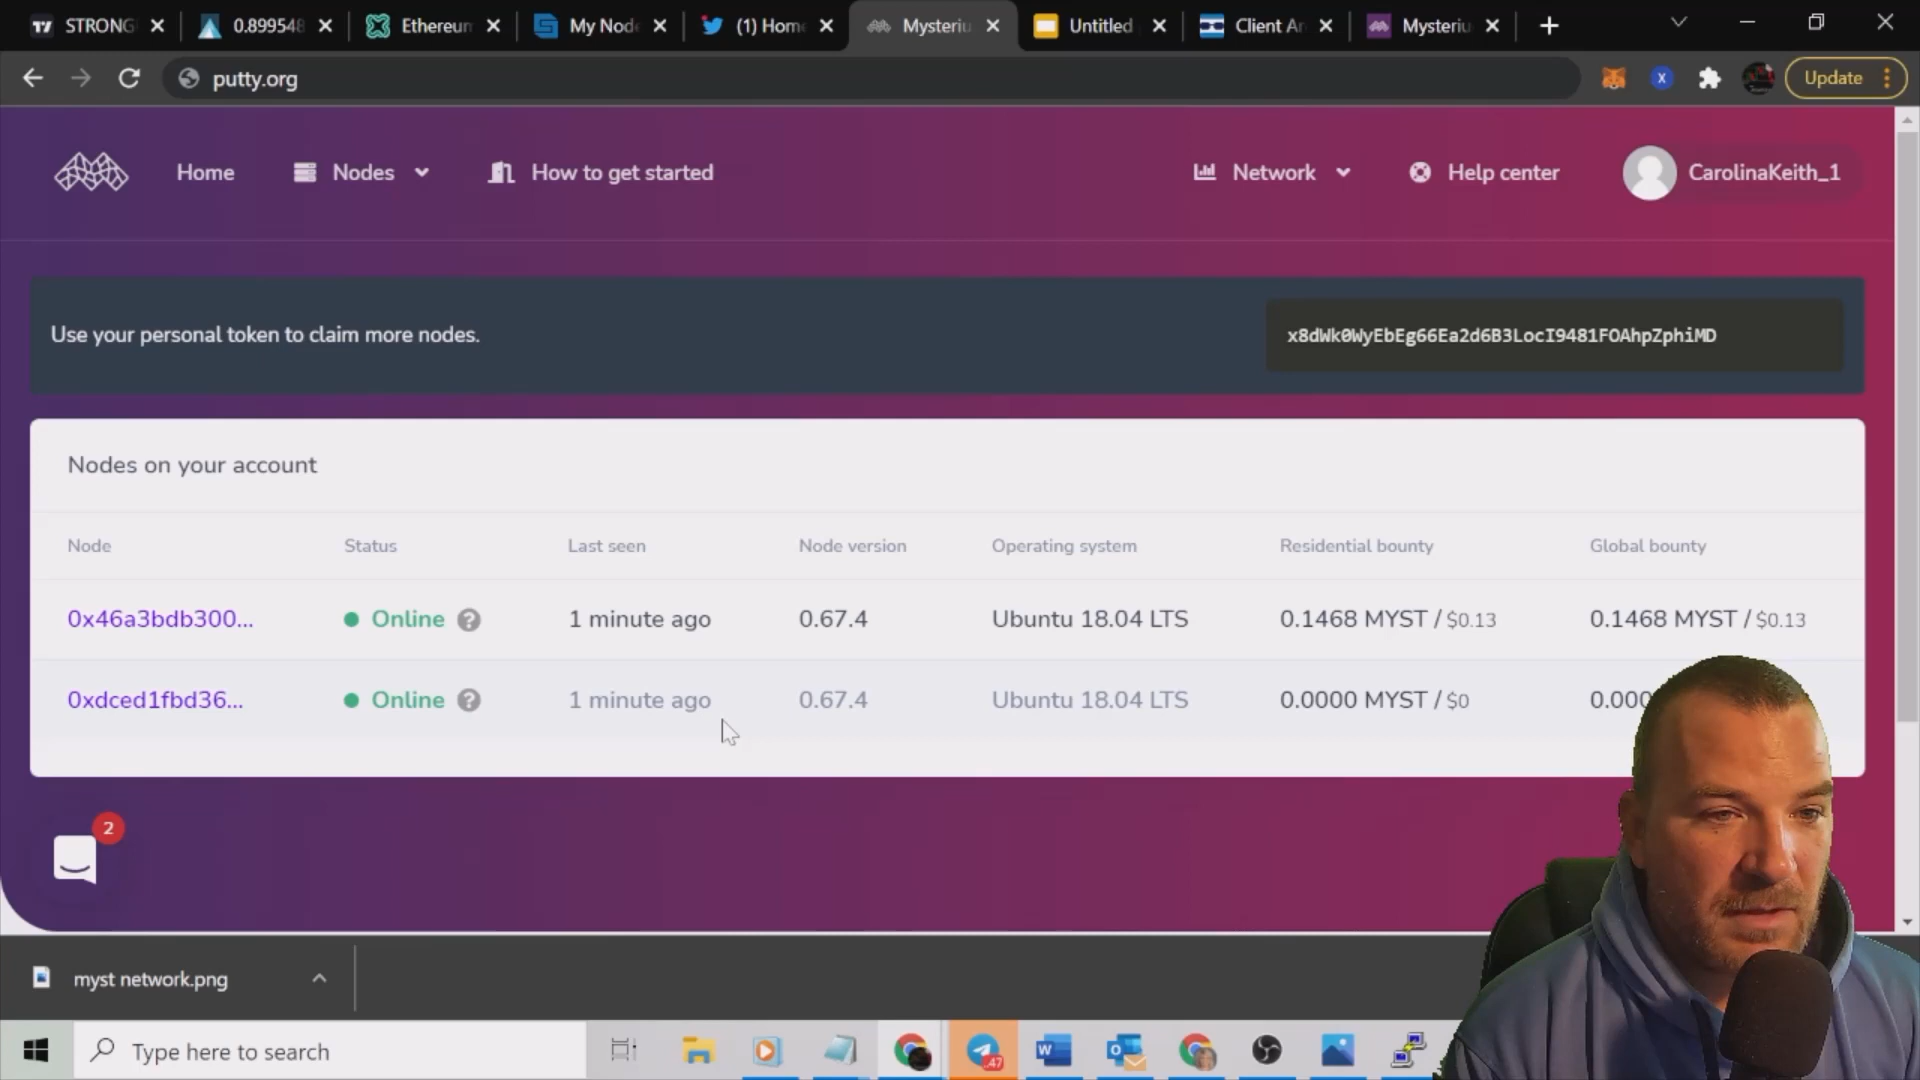 STRONG
0.899548
Ethereum
My Node
(1) Home
Mysteriu
Untitled
Client Ar
Mysteriu
putty.org
Update
Home
Nodes
How to get started
Network
Help center
CarolinaKeith_1
Use your personal token to claim more nodes.
x8dWk0WyEbEg66Ea2d6B3LocI9481FOAhpZphiMD
Nodes on your account
Node Status Last seen Node version Operating system Residential bounty Global bounty
0x46a3bdb300... Online 1 minute ago 0.67.4 Ubuntu 18.04 LTS 0.1468 MYST / $0.13 0.1468 MYST / $0.13
0xdced1fbd36... Online 1 minute ago 0.67.4 Ubuntu 18.04 LTS 0.0000 MYST / $0 0.000
2
myst network.png
Type here to search
47